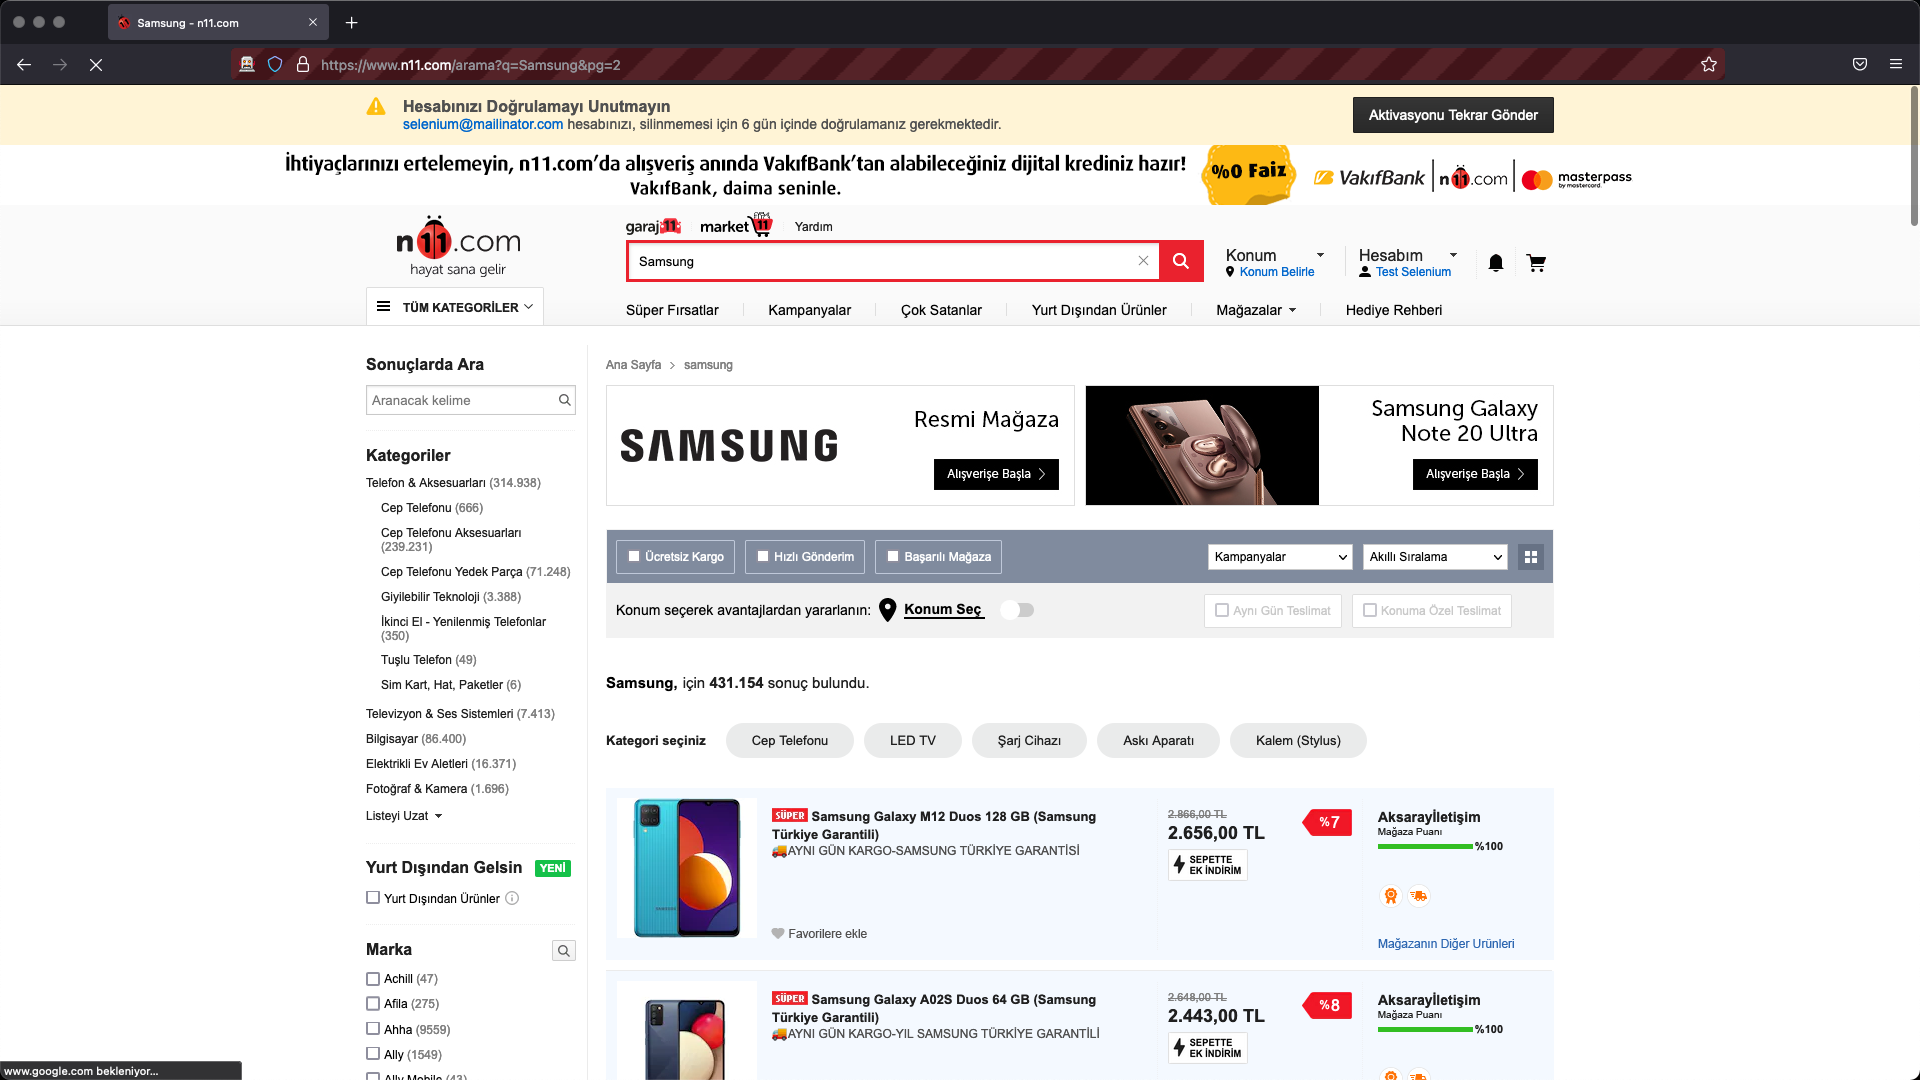 Samsung - n11.com
https://www.n11.com/arama?q=Samsung&pg=2
Hesabınızı Doğrulamayı Unutmayın
selenium@mailinator.com hesabınızı, silinmemesi için 6 gün içinde doğrulamanız gerekmektedir.
Aktivasyonu Tekrar Gönder
İhtiyaçlarınızı ertelemeyin, n11.com’da alışveriş anında VakıfBank’tan alabileceğiniz dijital krediniz hazır!
VakıfBank, daima seninle.
%0 Faiz
VakıfBank
n11.com
masterpass
by mastercard.
n11.com
hayat sana gelir
garaj11
market 11
Yardım
Samsung
Konum
Konum Belirle
Hesabım
Test Selenium
TÜM KATEGORİLER
Süper Fırsatlar
Kampanyalar
Çok Satanlar
Yurt Dışından Ürünler
Mağazalar
Hediye Rehberi
Sonuçlarda Ara
Aranacak kelime
Kategoriler
Telefon & Aksesuarları (314.938)
Cep Telefonu (666)
Cep Telefonu Aksesuarları
(239.231)
Cep Telefonu Yedek Parça (71.248)
Giyilebilir Teknoloji (3.388)
İkinci El - Yenilenmiş Telefonlar
(350)
Tuşlu Telefon (49)
Sim Kart, Hat, Paketler (6)
Televizyon & Ses Sistemleri (7.413)
Bilgisayar (86.400)
Elektrikli Ev Aletleri (16.371)
Fotoğraf & Kamera (1.696)
Listeyi Uzat
Yurt Dışından Gelsin YENİ
Yurt Dışından Ürünler
Marka
Achill (47)
Afila (275)
Ahha (9559)
Ally (1549)
Ally Mobile (43)
Ana Sayfa > samsung
SAMSUNG
Resmi Mağaza
Alışverişe Başla
Samsung Galaxy
Note 20 Ultra
Alışverişe Başla
Ücretsiz Kargo
Hızlı Gönderim
Başarılı Mağaza
Kampanyalar
Akıllı Sıralama
Konum seçerek avantajlardan yararlanın:
Konum Seç
Aynı Gün Teslimat
Konuma Özel Teslimat
Samsung, için 431.154 sonuç bulundu.
Kategori seçiniz
Cep Telefonu
LED TV
Şarj Cihazı
Askı Aparatı
Kalem (Stylus)
SAMSUNG
SÜPER Samsung Galaxy M12 Duos 128 GB (Samsung
Türkiye Garantili)
AYNI GÜN KARGO-SAMSUNG TÜRKİYE GARANTİSİ
Favorilere ekle
2.866,00 TL
2.656,00 TL
SEPETTE
EK İNDİRİM
%7
Aksarayİletişim
Mağaza Puanı
%100
Mağazanın Diğer Ürünleri
SÜPER Samsung Galaxy A02S Duos 64 GB (Samsung
Türkiye Garantili)
AYNI GÜN KARGO-YIL SAMSUNG TÜRKİYE GARANTİLİ
2.648,00 TL
2.443,00 TL
SEPETTE
EK İNDİRİM
%8
Aksarayİletişim
Mağaza Puanı
%100
www.google.com bekleniyor...